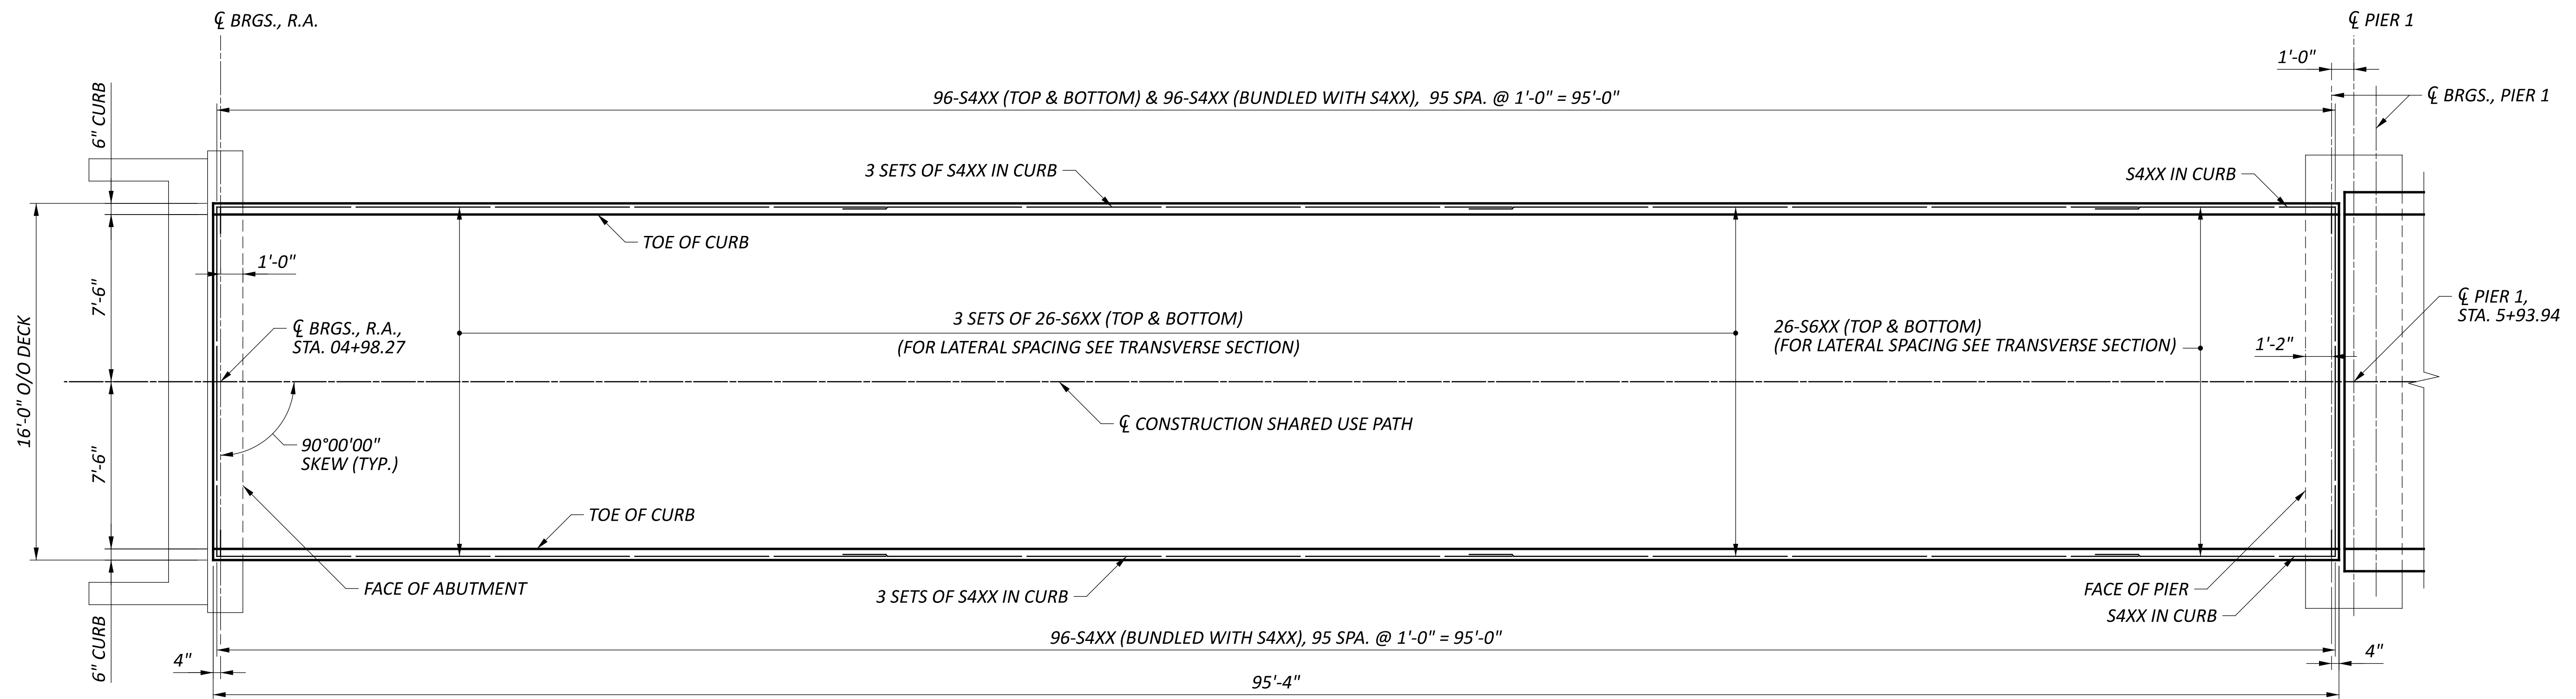 ℄ BRGS., R.A.
℄ PIER 1
1'-0"
6" CURB
96-S4XX (TOP & BOTTOM) & 96-S4XX (BUNDLED WITH S4XX),  95 SPA. @ 1'-0" = 95'-0"
℄ BRGS., PIER 1
3 SETS OF S4XX IN CURB
S4XX IN CURB
TOE OF CURB
1'-0"
7'-6"
16'-0" O/O DECK
℄ BRGS., R.A.,
STA. 04+98.27
3 SETS OF 26-S6XX (TOP & BOTTOM)
(FOR LATERAL SPACING SEE TRANSVERSE SECTION)
26-S6XX (TOP & BOTTOM)
(FOR LATERAL SPACING SEE TRANSVERSE SECTION)
1'-2"
℄ PIER 1,
STA. 5+93.94
℄ CONSTRUCTION SHARED USE PATH
90°00'00"
SKEW (TYP.)
7'-6"
TOE OF CURB
FACE OF ABUTMENT
3 SETS OF S4XX IN CURB
FACE OF PIER
S4XX IN CURB
6" CURB
96-S4XX (BUNDLED WITH S4XX), 95 SPA. @ 1'-0" = 95'-0"
4"
4"
95'-4"